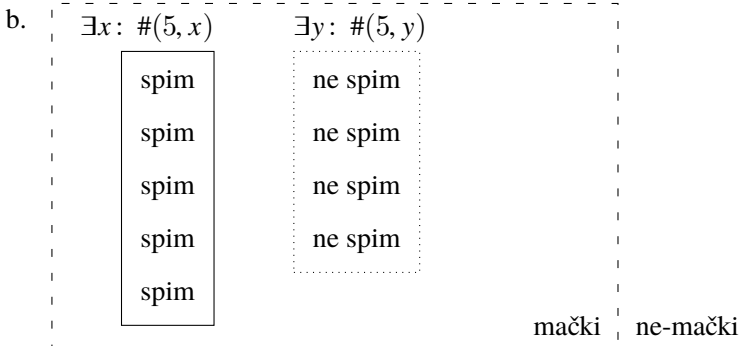 b. ∃x: #(5, x) ∃y: #(5, y)
spim ne spim
spim ne spim
spim ne spim
spim ne spim
spim
mački ne-mački